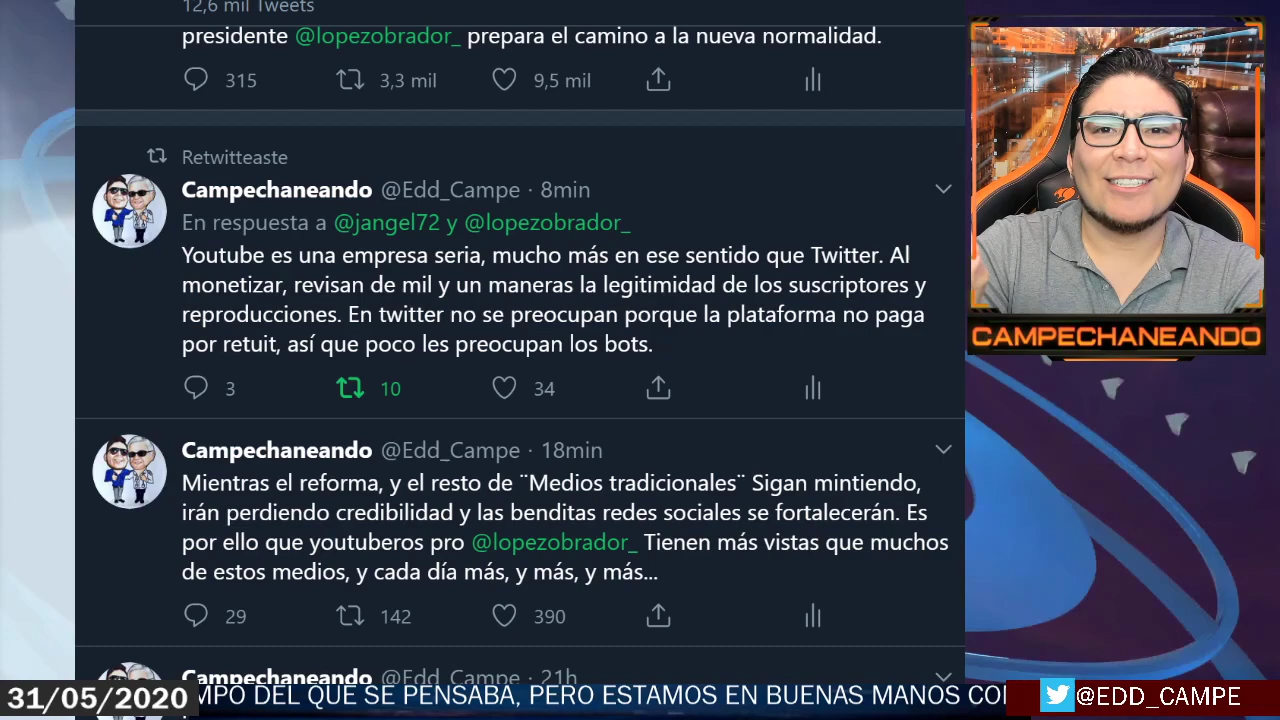 12,6 mil Tweets
presidente @lopezobrador_ prepara el camino a la nueva normalidad.
315 3,3 mil 9,5 mil
Retwitteaste
Campechaneando @Edd_Campe · 8min
En respuesta a @jangel72 y @lopezobrador_
Youtube es una empresa seria, mucho más en ese sentido que Twitter. Al
monetizar, revisan de mil y un maneras la legitimidad de los suscriptores y
reproducciones. En twitter no se preocupan porque la plataforma no paga
por retuit, así que poco les preocupan los bots.
3 10 34
Campechaneando @Edd_Campe · 18min
Mientras el reforma, y el resto de ¨Medios tradicionales¨ Sigan mintiendo,
irán perdiendo credibilidad y las benditas redes sociales se fortalecerán. Es
por ello que youtuberos pro @lopezobrador_ Tienen más vistas que muchos
de estos medios, y cada día más, y más, y más...
29 142 390
Campechaneando @Edd_Campe · 21h
CAMPECHANEANDO
31/05/2020
MPO DEL QUE SE PENSABA, PERO ESTAMOS EN BUENAS MANOS CO
@EDD_CAMPE